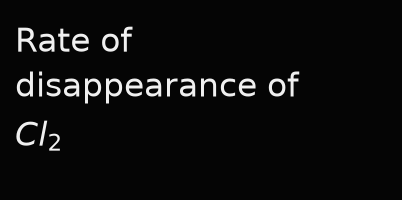 Rate of
disappearance of
Cl₂